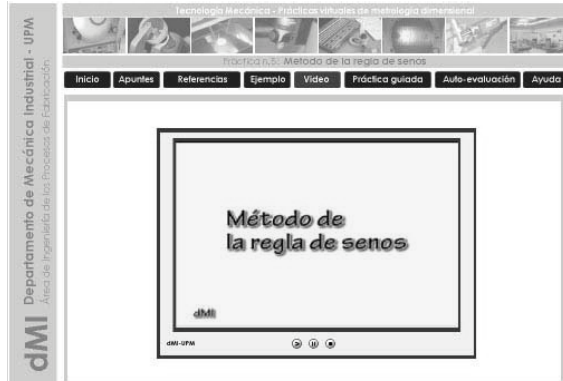 Tecnología Mecánica - Prácticas virtuales de metrología dimensional
Práctica n.5: Método de la regla de senos
Inicio Apuntes Referencias Ejemplo Video Práctica guiada Auto-evaluación Ayuda
dMI Departamento de Mecánica Industrial - UPM
Área de Ingeniería de los Procesos de Fabricación
Método de
la regla de senos
dMI
dMI-UPM